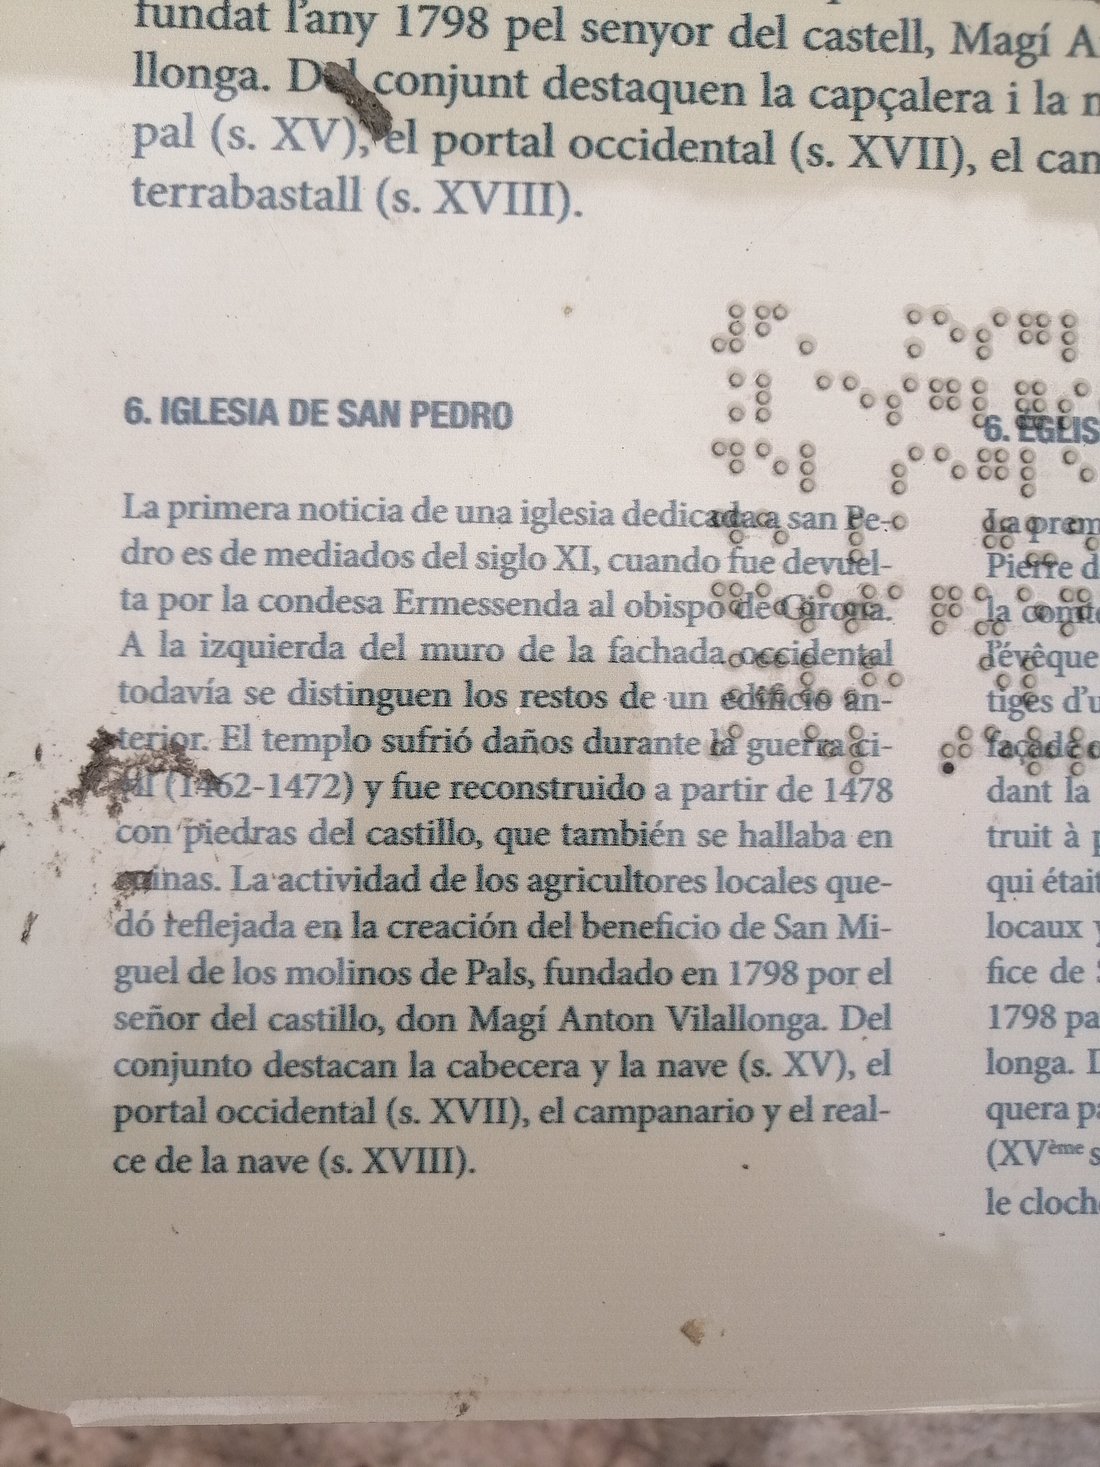 fundat l'any 1798 pel senyor del castell, Magí A
llonga. Del conjunt destaquen la capçalera i la n
pal (s. XV), el portal occidental (s. XVII), el cam
terrabastall (s. XVIII).
6. IGLESIA DE SAN PEDRO
La primera noticia de una iglesia dedicada a san Pe-
dro es de mediados del siglo XI, cuando fue devuel-
ta por la condesa Ermessenda al obispo de Girona.
A la izquierda del muro de la fachada occidental
todavía se distinguen los restos de un edificio an-
terior. El templo sufrió daños durante la guerra ci-
vil (1462-1472) y fue reconstruido a partir de 1478
con piedras del castillo, que también se hallaba en
ruinas. La actividad de los agricultores locales que-
dó reflejada en la creación del beneficio de San Mi-
guel de los molinos de Pals, fundado en 1798 por el
señor del castillo, don Magí Anton Vilallonga. Del
conjunto destacan la cabecera y la nave (s. XV), el
portal occidental (s. XVII), el campanario y el real-
ce de la nave (s. XVIII).
6. ÉGLIS
La prem
Pierre d
la comte
l'évêque
tiges d'u
façade o
dant la
truit à p
qui était
locaux y
fice de S
1798 pa
longa. D
quera pa
(XVème s
le cloch